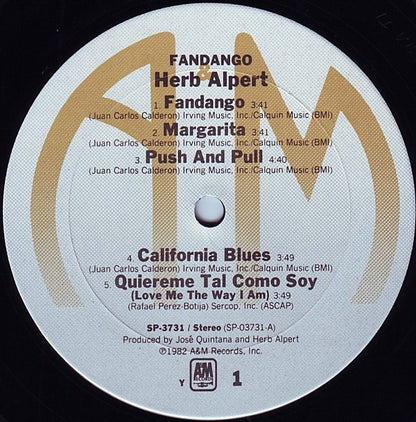 FANDANGO
Herb Alpert
1. Fandango 3:41
(Juan Carlos Calderon) Irving Music, Inc./Calquin Music (BMI)
2. Margarita 3:41
(Juan Carlos Calderon) Irving Music, Inc./Calquin Music (BMI)
3. Push And Pull 4:40
(Juan Carlos Calderon) Irving Music, Inc./Calquin Music (BMI)
4. California Blues 3:49
(Juan Carlos Calderon) Irving Music, Inc./Calquin Music (BMI)
5. Quiereme Tal Como Soy
(Love Me The Way I Am) 3:49
(Rafael Perez-Botija) Sercop, Inc. (ASCAP)
SP-3731 / Stereo (SP-03731-A)
Produced by José Quintana and Herb Alpert
℗1982 A&M Records, Inc.
Y
A&M
RECORDS
1
A&M